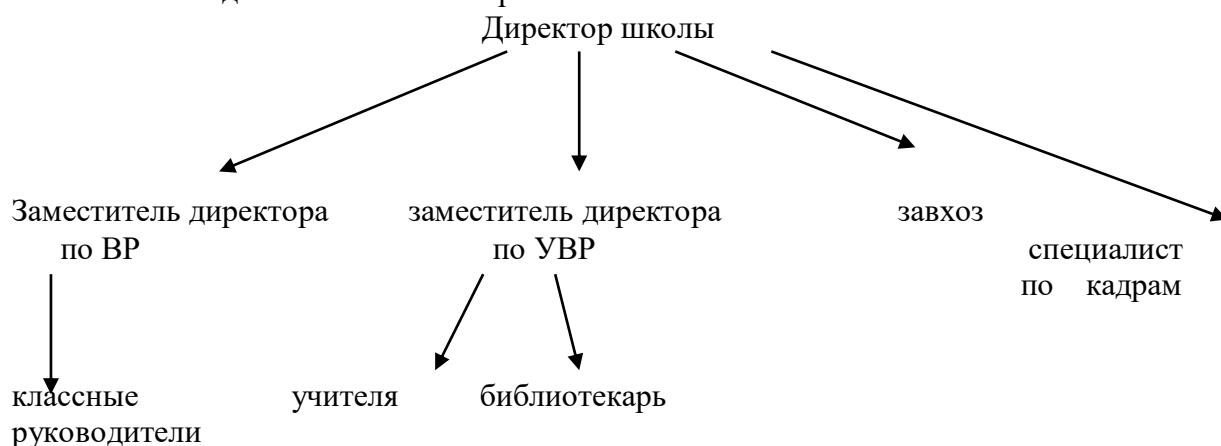 Директор школы
Заместитель директора заместитель директора завхоз
по ВР по УВР специалист
по кадрам
классные учителя библиотекарь
руководители